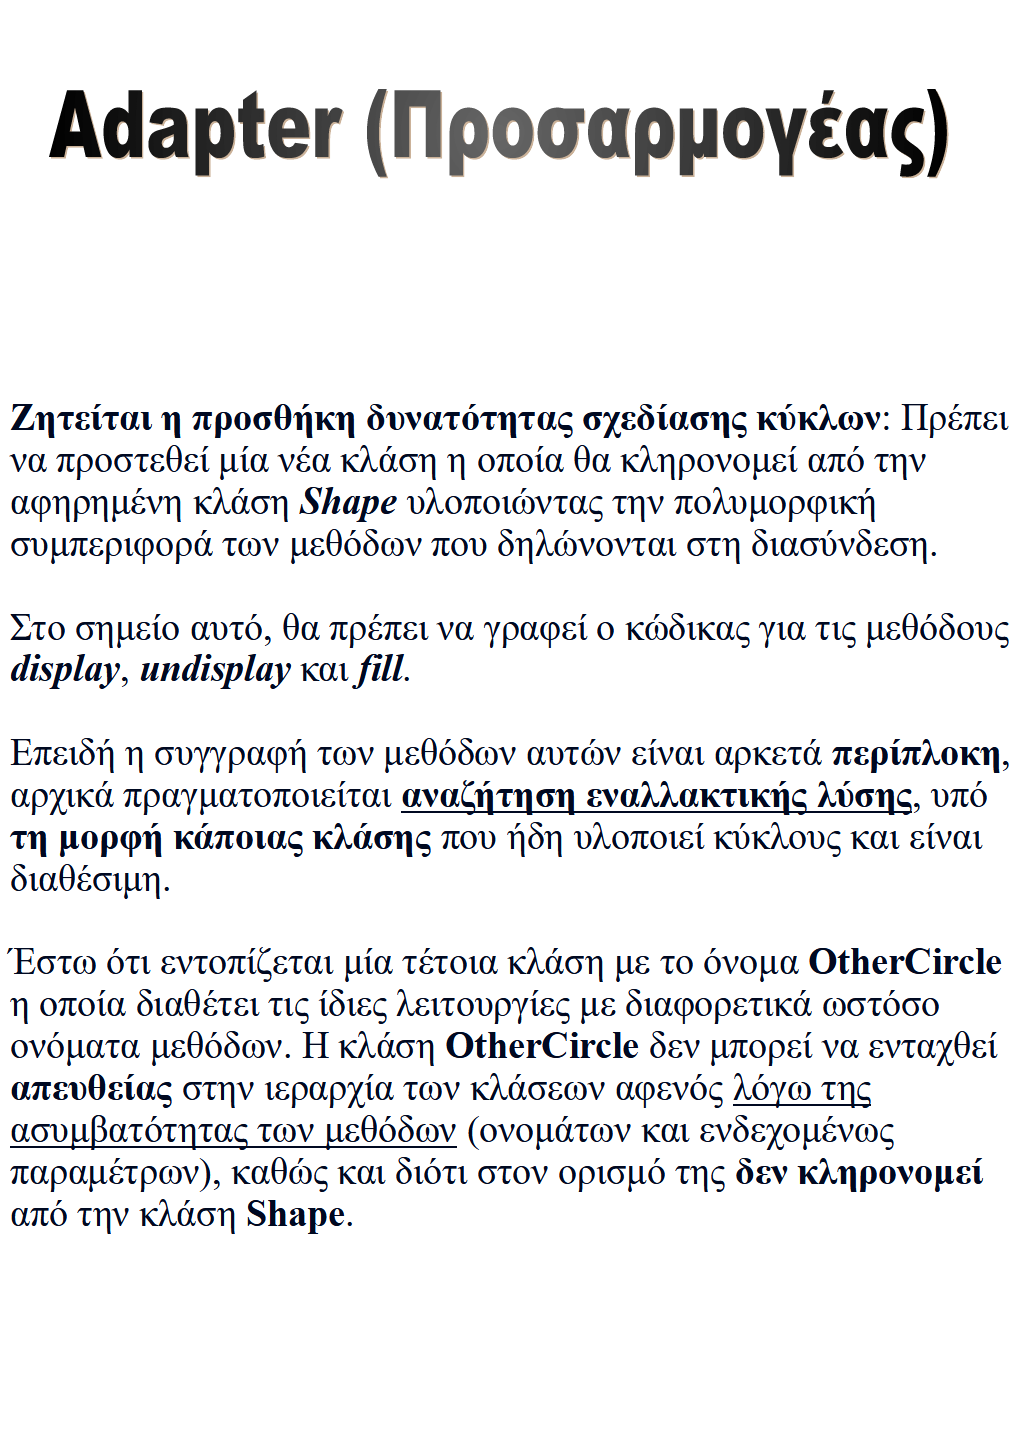 Adapter (Προσαρμογέας)
Ζητείται η προσθήκη δυνατότητας σχεδίασης κύκλων: Πρέπει
να προστεθεί μία νέα κλάση η οποία θα κληρονομεί από την
αφηρημένη κλάση Shape υλοποιώντας την πολυμορφική
συμπεριφορά των μεθόδων που δηλώνονται στη διασύνδεση.
Στο σημείο αυτό, θα πρέπει να γραφεί ο κώδικας για τις μεθόδους
display, undisplay και fill.
Επειδή η συγγραφή των μεθόδων αυτών είναι αρκετά περίπλοκη,
αρχικά πραγματοποιείται αναζήτηση εναλλακτικής λύσης, υπό
τη μορφή κάποιας κλάσης που ήδη υλοποιεί κύκλους και είναι
διαθέσιμη.
Έστω ότι εντοπίζεται μία τέτοια κλάση με το όνομα OtherCircle
η οποία διαθέτει τις ίδιες λειτουργίες με διαφορετικά ωστόσο
ονόματα μεθόδων. Η κλάση OtherCircle δεν μπορεί να ενταχθεί
απευθείας στην ιεραρχία των κλάσεων αφενός λόγω της
ασυμβατότητας των μεθόδων (ονομάτων και ενδεχομένως
παραμέτρων), καθώς και διότι στον ορισμό της δεν κληρονομεί
από την κλάση Shape.